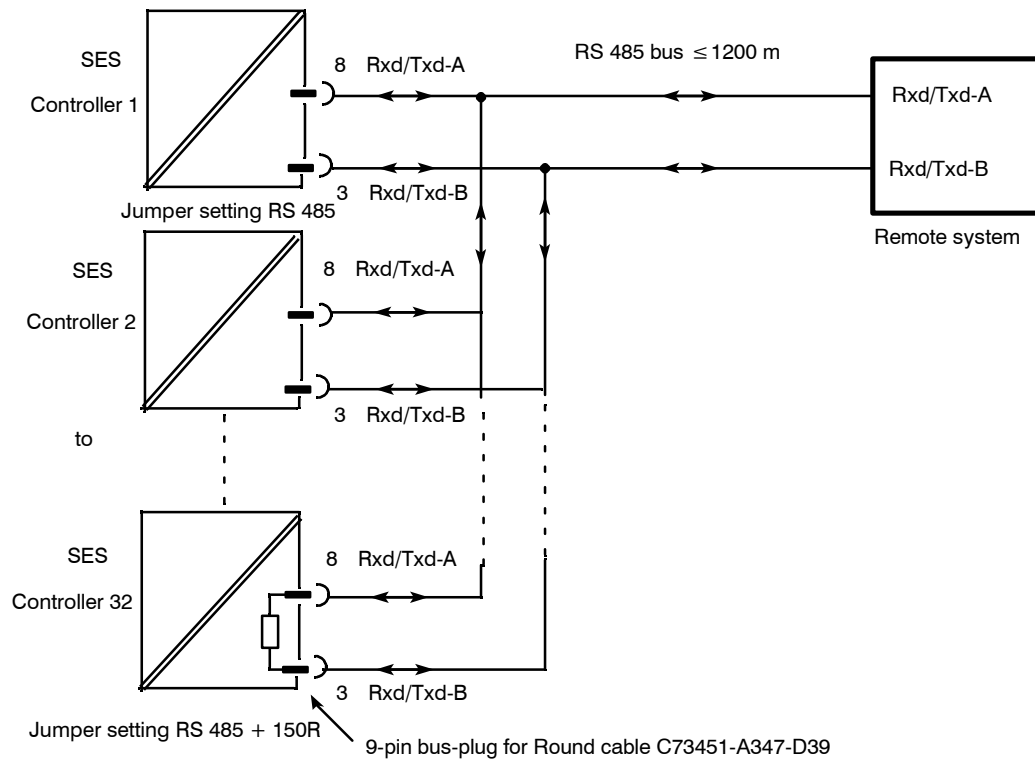 SES
Controller 1
8 Rxd/Txd-A
RS 485 bus ≤1200 m
Rxd/Txd-A
Rxd/Txd-B
3 Rxd/Txd-B
Jumper setting RS 485
Remote system
SES
Controller 2
8 Rxd/Txd-A
3 Rxd/Txd-B
to
SES
Controller 32
8 Rxd/Txd-A
3 Rxd/Txd-B
Jumper setting RS 485 + 150R
9-pin bus-plug for Round cable C73451-A347-D39